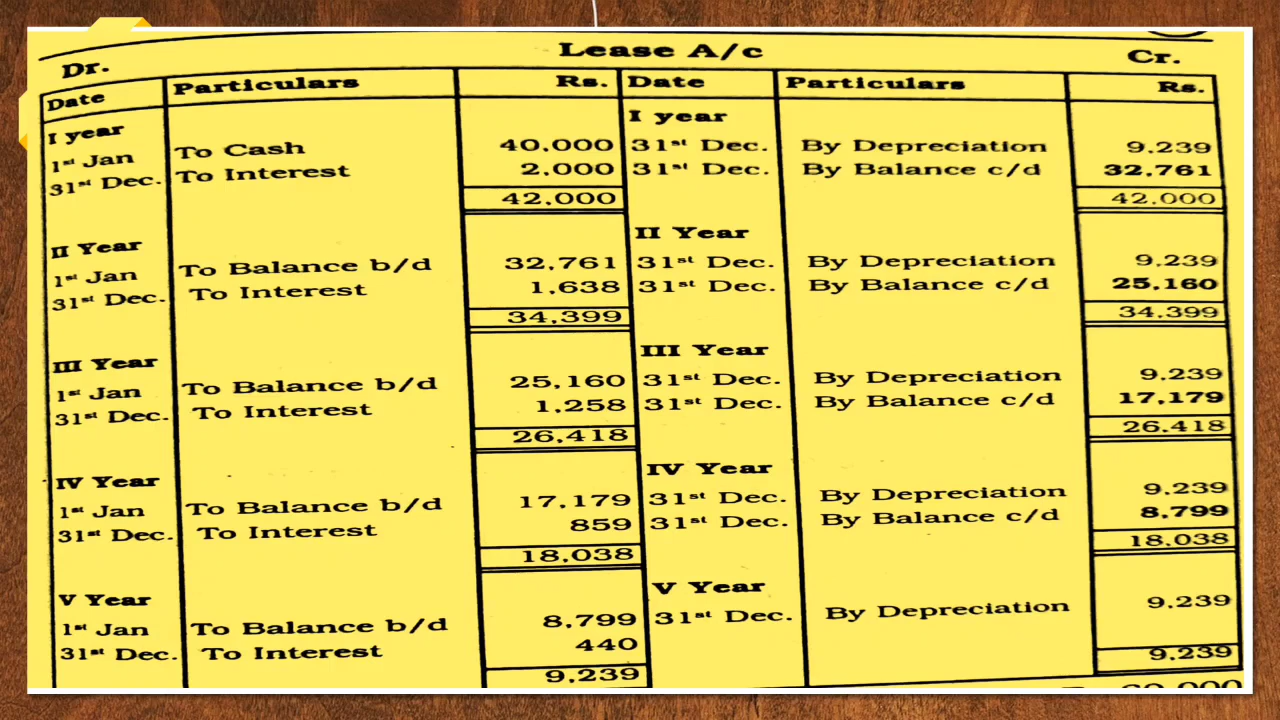 Lease A/c
Dr. Cr.
Date Particulars Rs. Date Particulars Rs.
I year I year
1st Jan To Cash 40.000 31st Dec. By Depreciation 9.239
31st Dec. To Interest 2.000 31st Dec. By Balance c/d 32,761
42.000 42.000
II Year II Year
1st Jan To Balance b/d 32,761 31st Dec. By Depreciation 9.239
31st Dec. To Interest 1.638 31st Dec. By Balance c/d 25,160
34.399 34.399
III Year III Year
1st Jan To Balance b/d 25,160 31st Dec. By Depreciation 9.239
31st Dec. To Interest 1.258 31st Dec. By Balance c/d 17,179
26.418 26.418
IV Year IV Year
1st Jan To Balance b/d 17,179 31st Dec. By Depreciation 9.239
31st Dec. To Interest 859 31st Dec. By Balance c/d 8.799
18.038 18.038
V Year V Year
1st Jan To Balance b/d 8.799 31st Dec. By Depreciation 9.239
31st Dec. To Interest 440
9.239 9.239